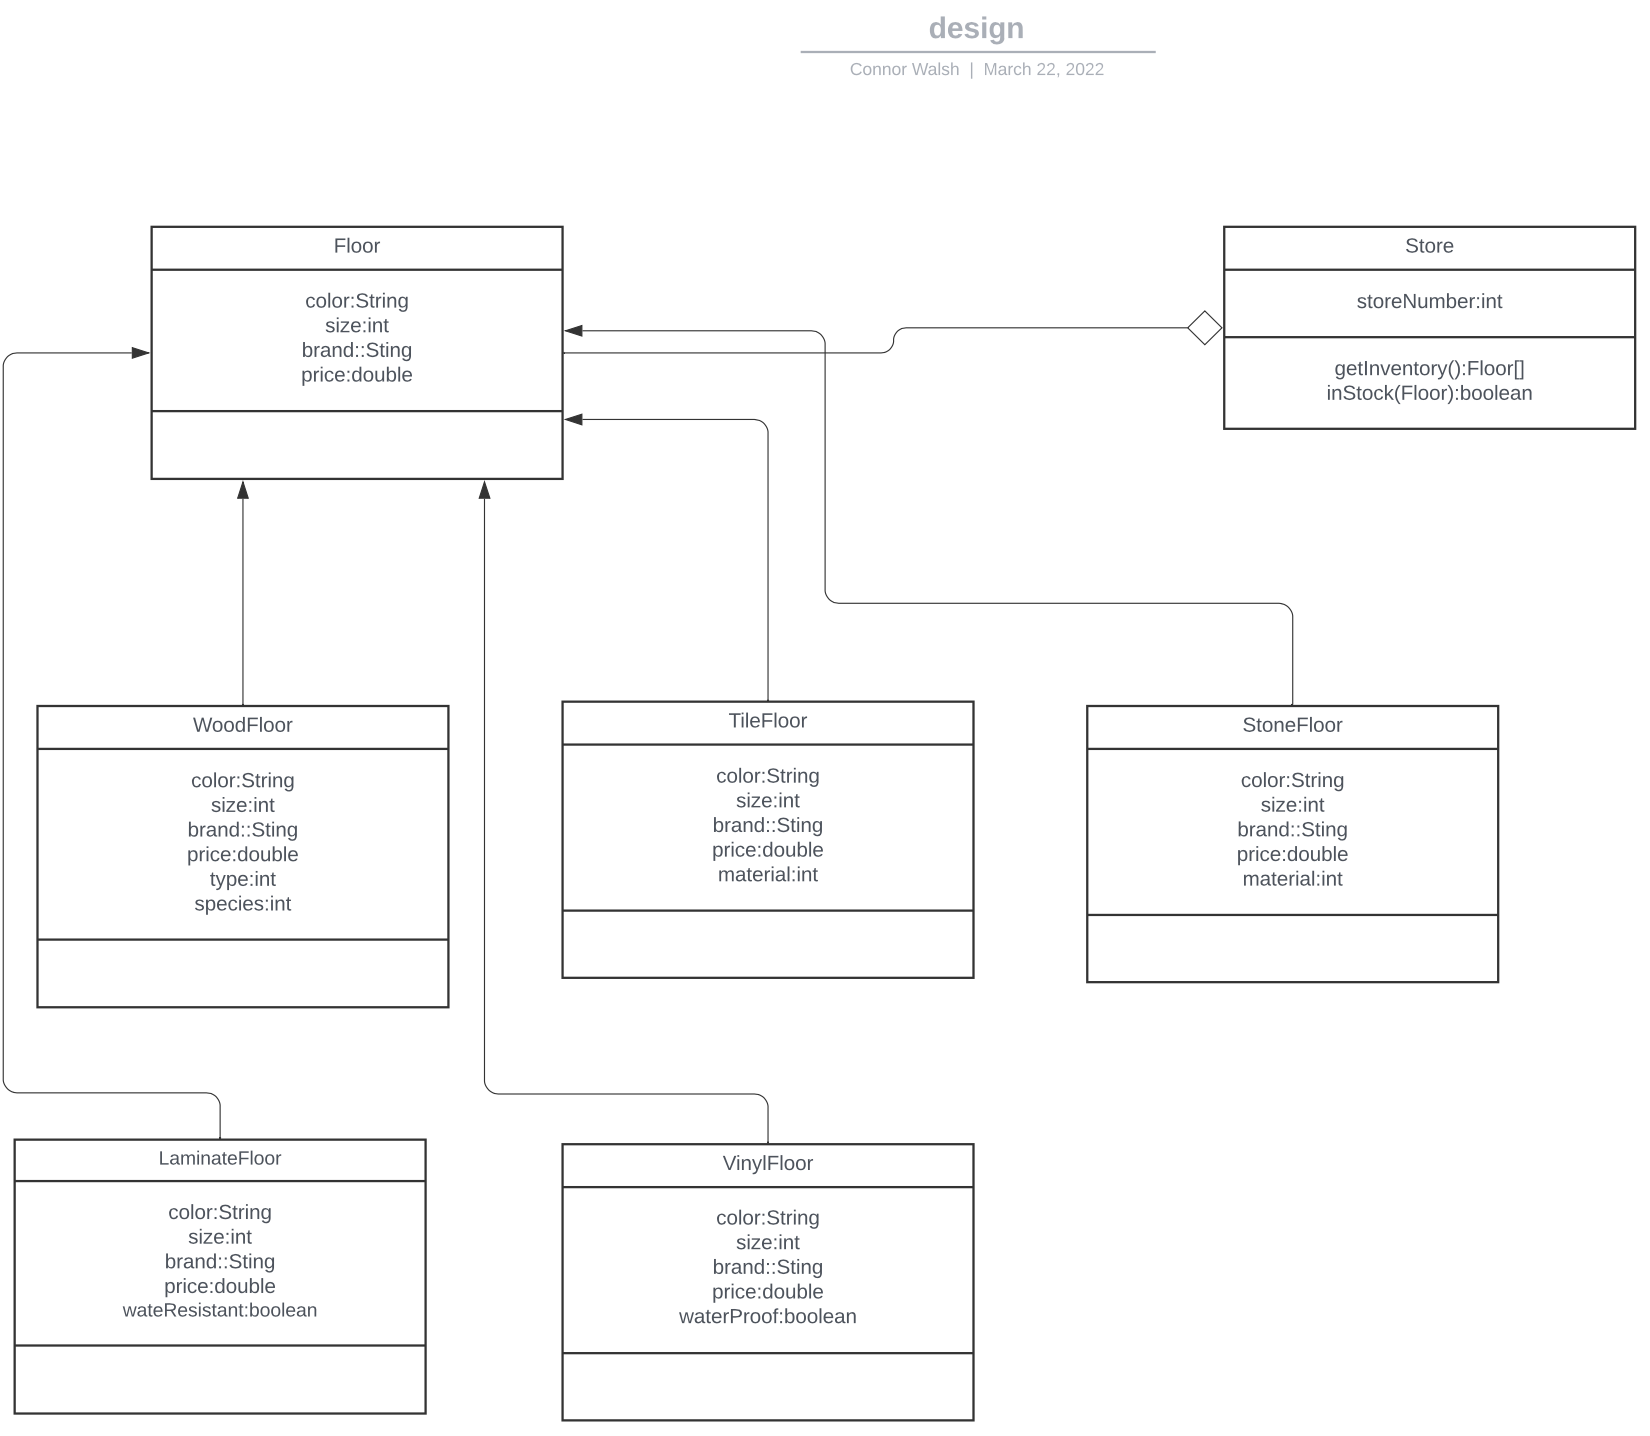 design
Connor Walsh | March 22, 2022
Floor
color:String
size:int
brand::Sting
price:double
Store
storeNumber:int
getInventory():Floor[]
inStock(Floor):boolean
WoodFloor
color:String
size:int
brand::Sting
price:double
type:int
species:int
TileFloor
color:String
size:int
brand::Sting
price:double
material:int
StoneFloor
color:String
size:int
brand::Sting
price:double
material:int
LaminateFloor
color:String
size:int
brand::Sting
price:double
wateResistant:boolean
VinylFloor
color:String
size:int
brand::Sting
price:double
waterProof:boolean